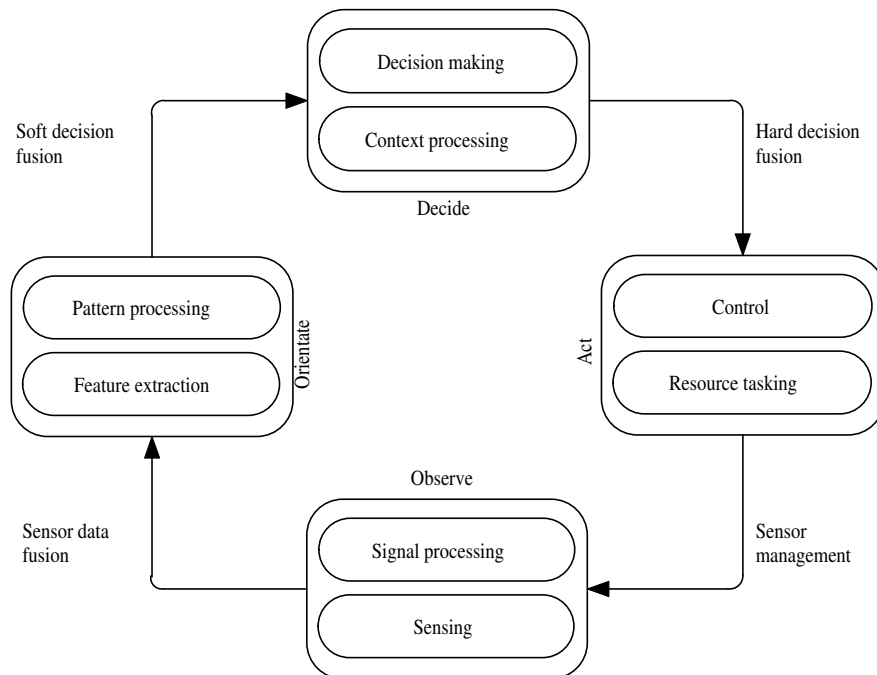 Decision making
Soft decision
fusion
Context processing
Hard decision
fusion
Decide
Pattern processing
Feature extraction
Orientate
Control
Resource tasking
Act
Observe
Sensor data
fusion
Signal processing
Sensing
Sensor
management